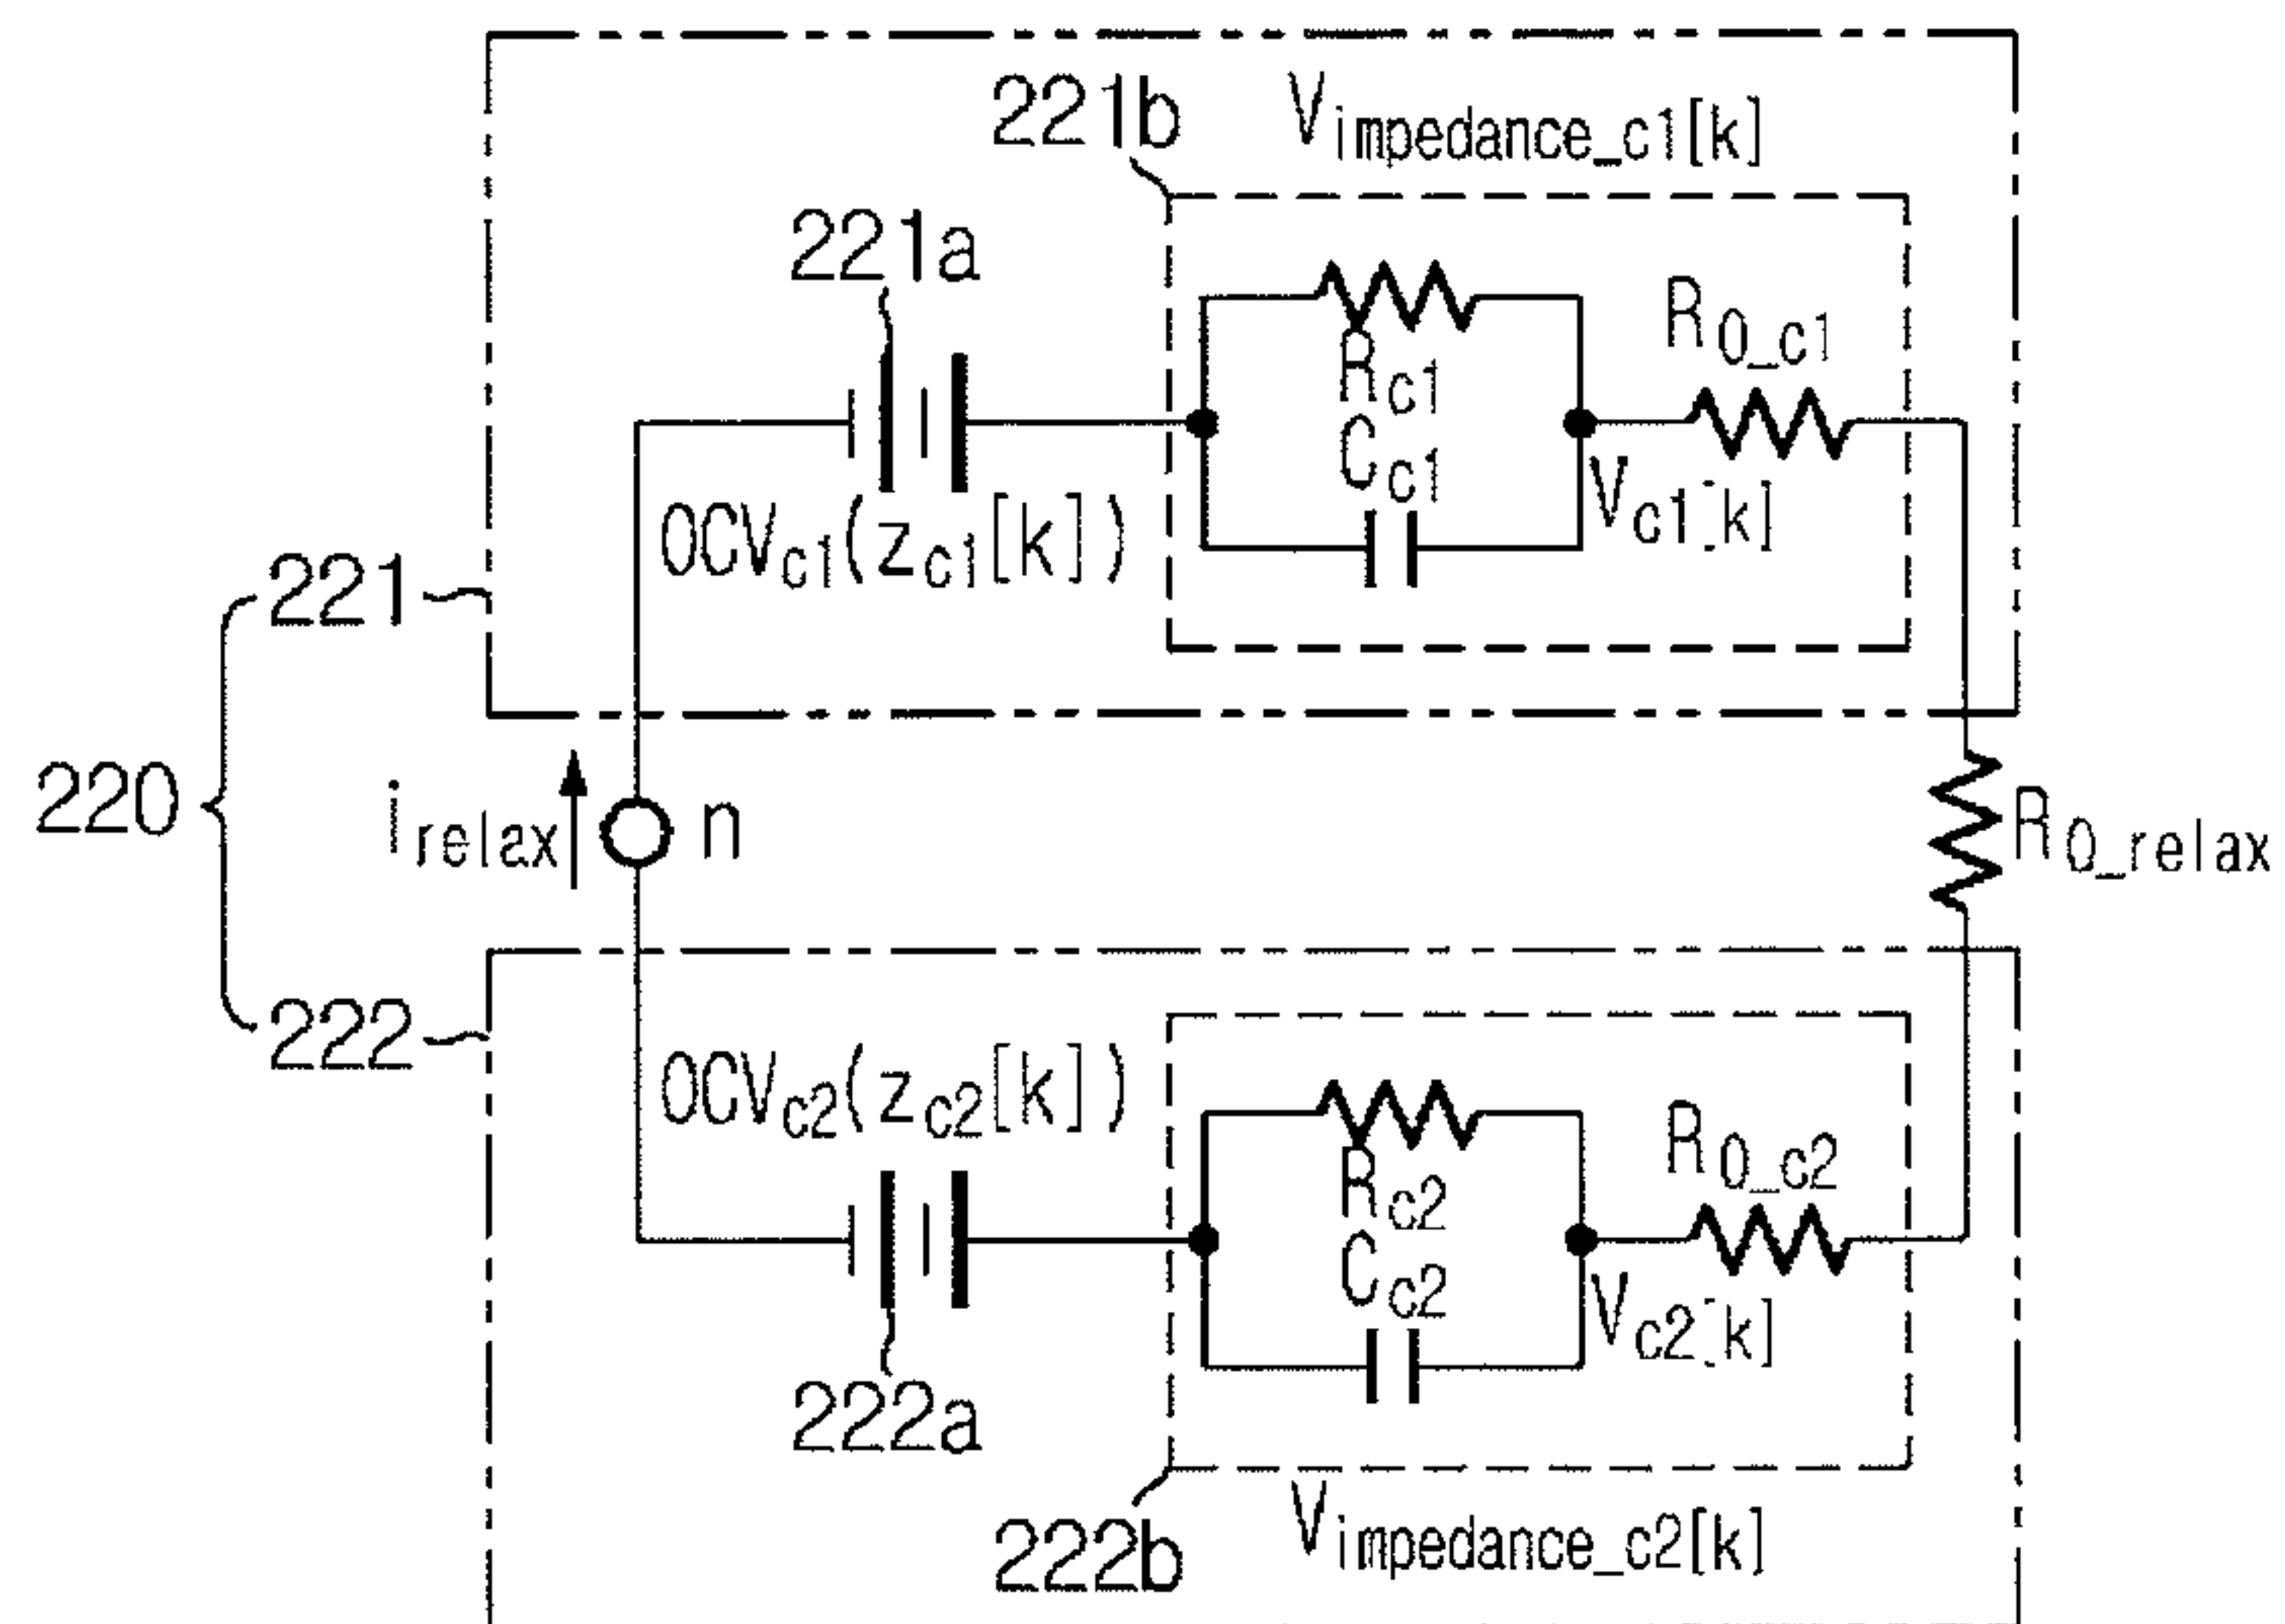 221b
Vimpedance_c1[k]
221a
R0_c1
Rc1
Cc1
Vc1[k]
OCVc1(zc1[k])
221
220
irelax
n
R0_relax
222
OCVc2(zc2[k])
R0_c2
Rc2
Cc2
Vc2[k]
222a
222b
Vimpedance_c2[k]